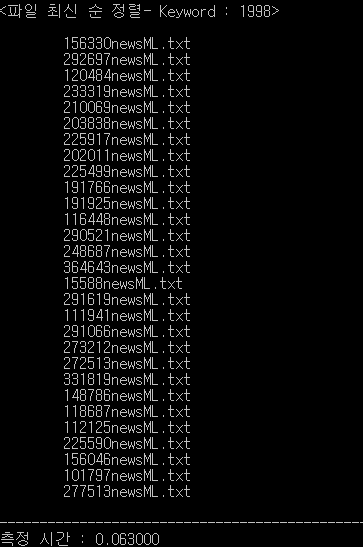 <파일 최신 순 정렬- Keyword : 1998>
156330newsML.txt
292697newsML.txt
120484newsML.txt
233319newsML.txt
210069newsML.txt
203838newsML.txt
225917newsML.txt
202011newsML.txt
225499newsML.txt
191766newsML.txt
191925newsML.txt
116448newsML.txt
290521newsML.txt
248687newsML.txt
364643newsML.txt
15588newsML.txt
291619newsML.txt
111941newsML.txt
291066newsML.txt
273212newsML.txt
272513newsML.txt
331819newsML.txt
148786newsML.txt
118687newsML.txt
112125newsML.txt
225590newsML.txt
156046newsML.txt
101797newsML.txt
277513newsML.txt
측정 시간 : 0.063000